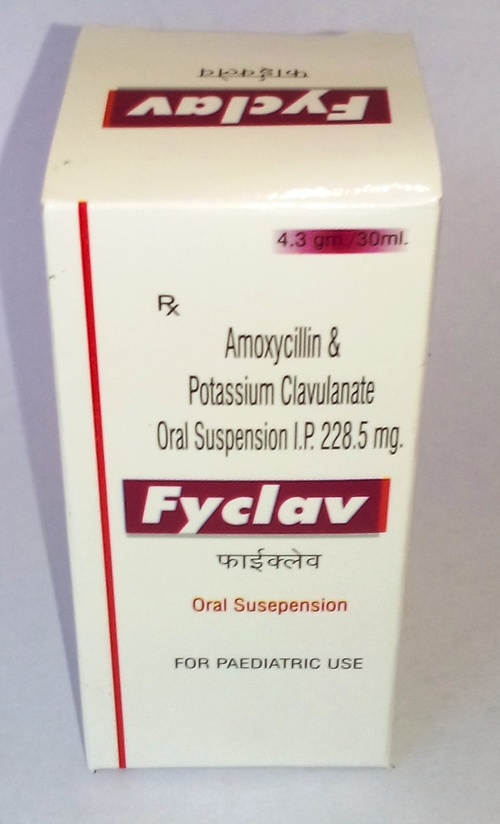 फाईक्लेव
Fyclav
4.3 gm./30ml.
Rx
Amoxycillin &
Potassium Clavulanate
Oral Suspension I.P. 228.5 mg.
Fyclav
फाईक्लेव
Oral Susepension
FOR PAEDIATRIC USE